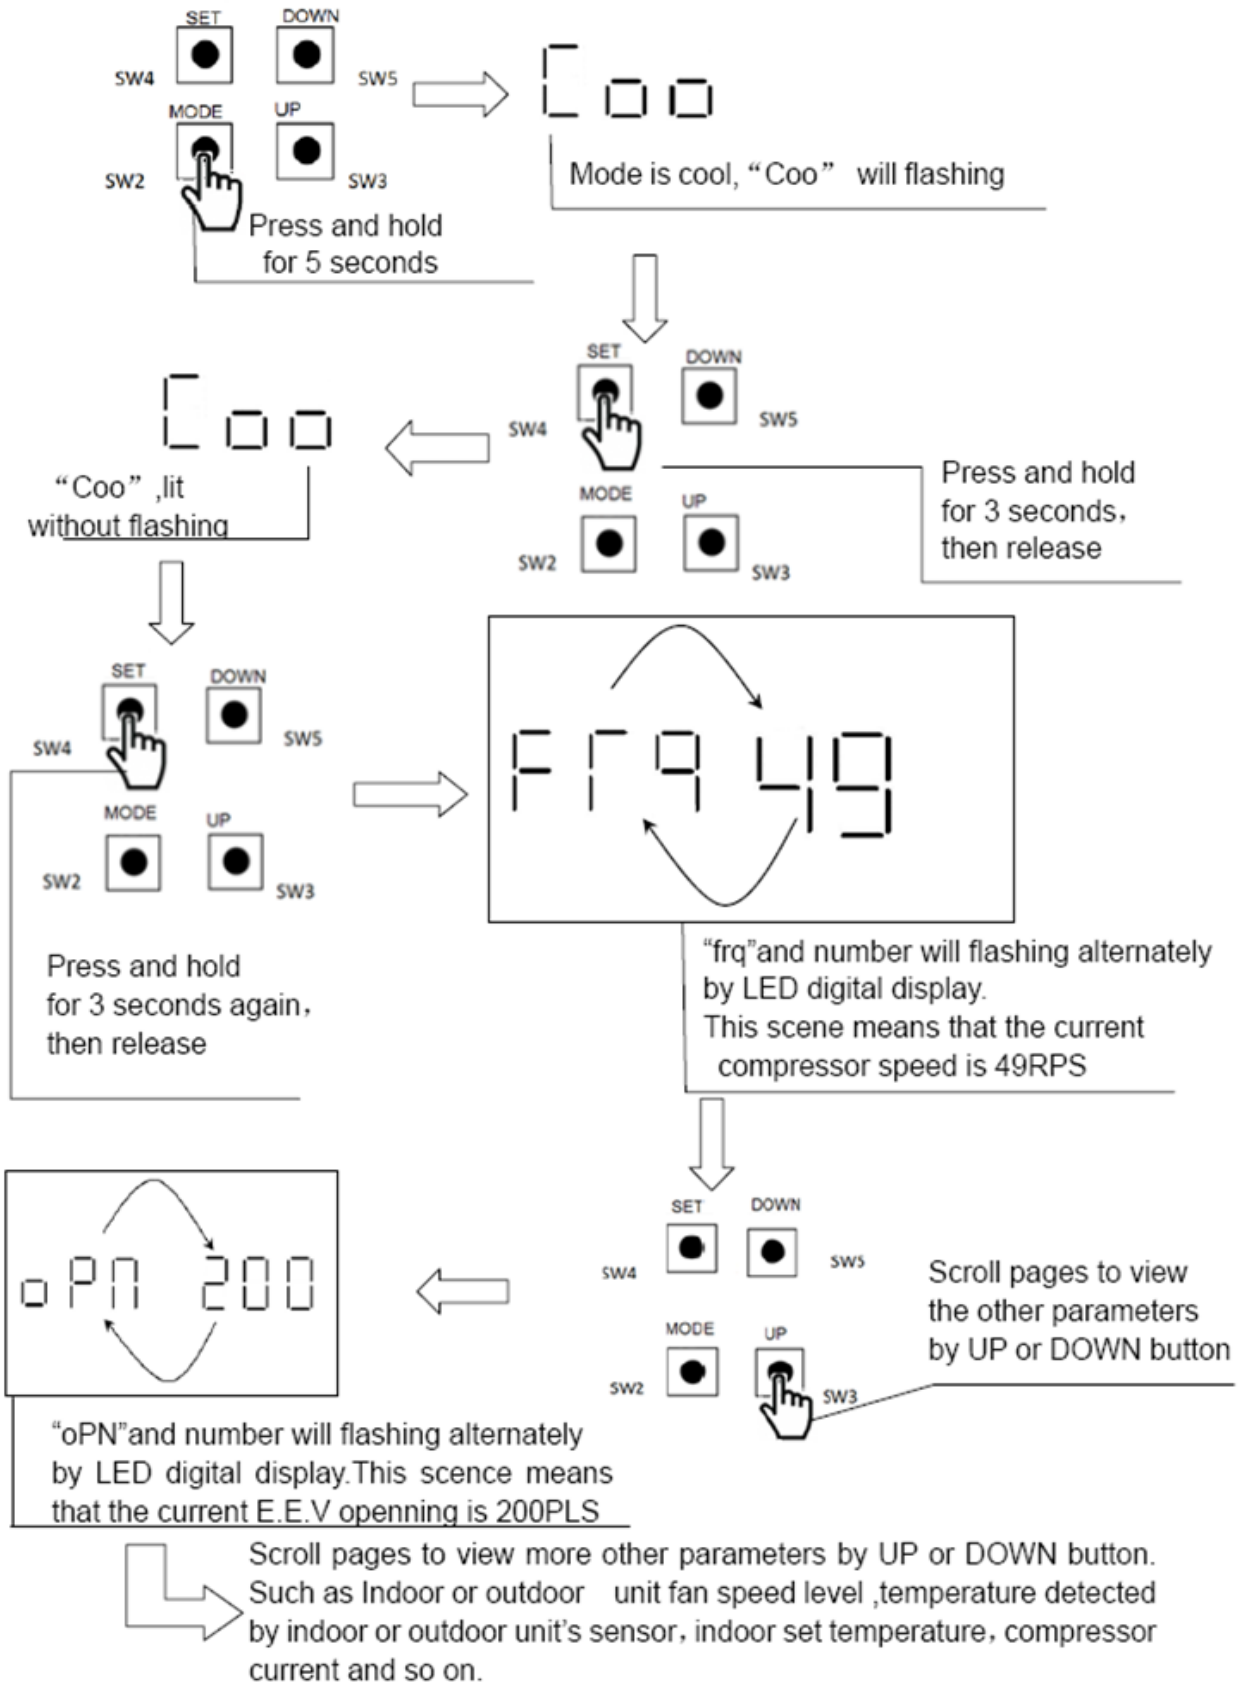 SET DOWN
SW4 SW5
MODE UP
SW2 SW3
Press and hold
for 5 seconds
Coo
Mode is cool, “Coo” will flashing
SET DOWN
SW4 SW5
MODE UP
SW2 SW3
Press and hold
for 3 seconds,
then release
Coo
“Coo” ,lit
without flashing
SET DOWN
SW4 SW5
MODE UP
SW2 SW3
Press and hold
for 3 seconds again,
then release
Frq 49
“frq”and number will flashing alternately
by LED digital display.
This scene means that the current
compressor speed is 49RPS
SET DOWN
SW4 SW5
MODE UP
SW2 SW3
Scroll pages to view
the other parameters
by UP or DOWN button
oPn 200
“oPN”and number will flashing alternately
by LED digital display.This scence means
that the current E.E.V openning is 200PLS
Scroll pages to view more other parameters by UP or DOWN button.
Such as Indoor or outdoor unit fan speed level ,temperature detected
by indoor or outdoor unit's sensor, indoor set temperature, compressor
current and so on.